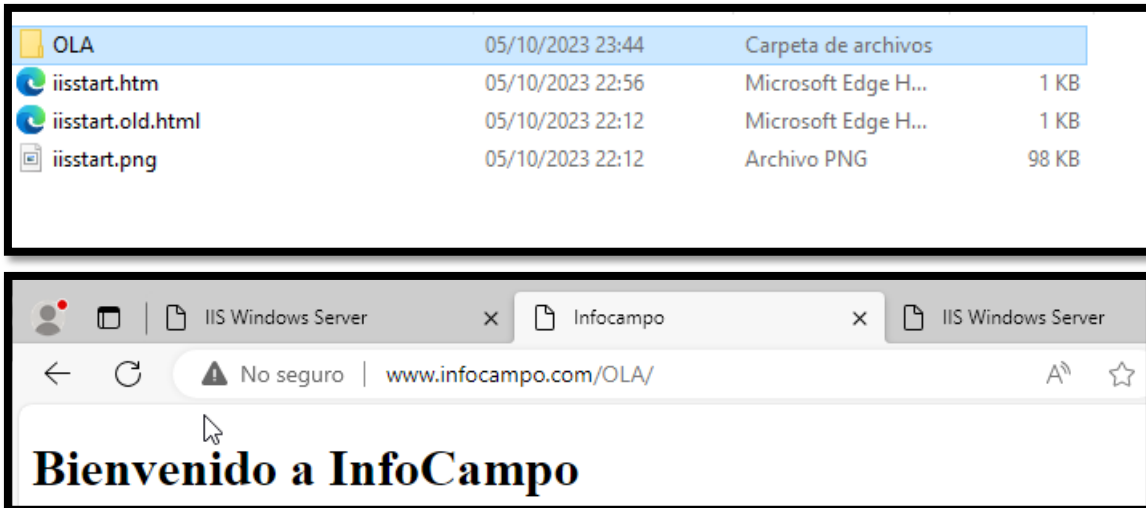 OLA 05/10/2023 23:44 Carpeta de archivos
iisstart.htm 05/10/2023 22:56 Microsoft Edge H... 1 KB
iisstart.old.html 05/10/2023 22:12 Microsoft Edge H... 1 KB
iisstart.png 05/10/2023 22:12 Archivo PNG 98 KB
IIS Windows Server Infocampo IIS Windows Server
No seguro www.infocampo.com/OLA/
Bienvenido a InfoCampo